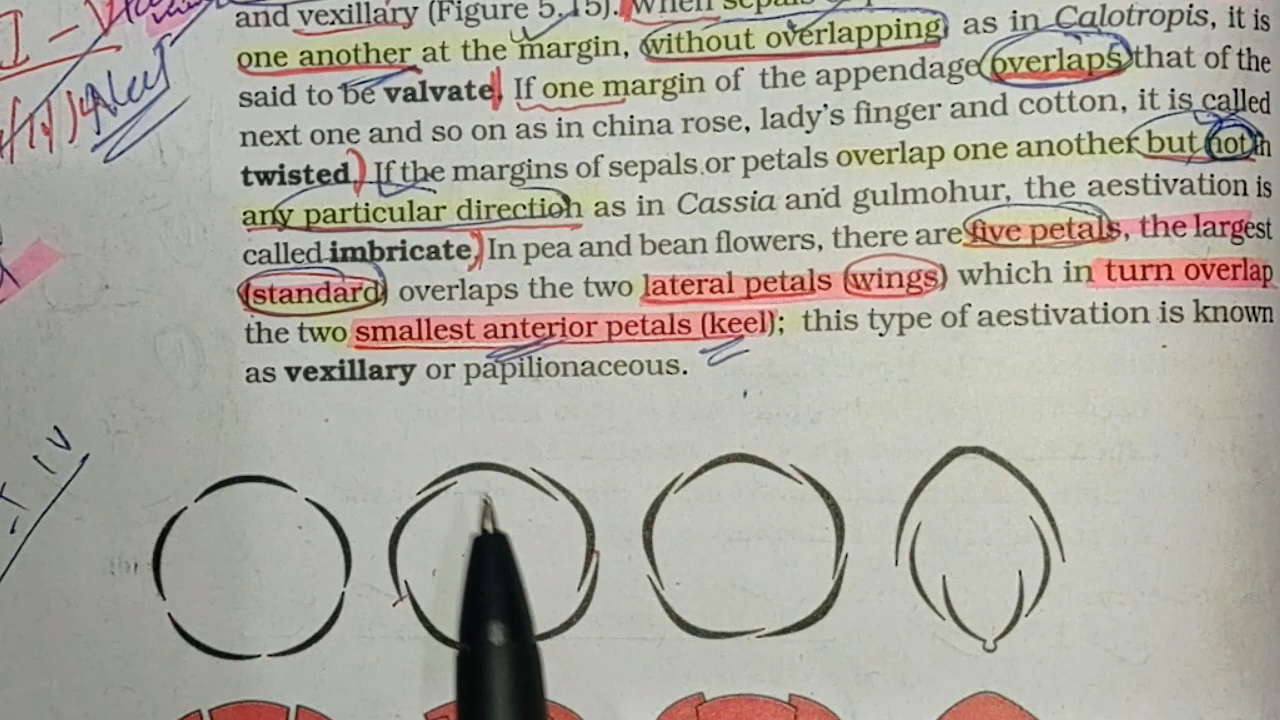 and vexillary (Figure 5.15). When
one another at the margin, without overlapping as in Calotropis, it is
said to be valvate. If one margin of the appendage overlaps that of the
next one and so on as in china rose, lady's finger and cotton, it is called
twisted. If the margins of sepals or petals overlap one another but not in
any particular direction as in Cassia and gulmohur, the aestivation is
called imbricate. In pea and bean flowers, there are five petals, the largest
(standard) overlaps the two lateral petals (wings) which in turn overlap
the two smallest anterior petals (keel); this type of aestivation is known
as vexillary or papilionaceous.
IV